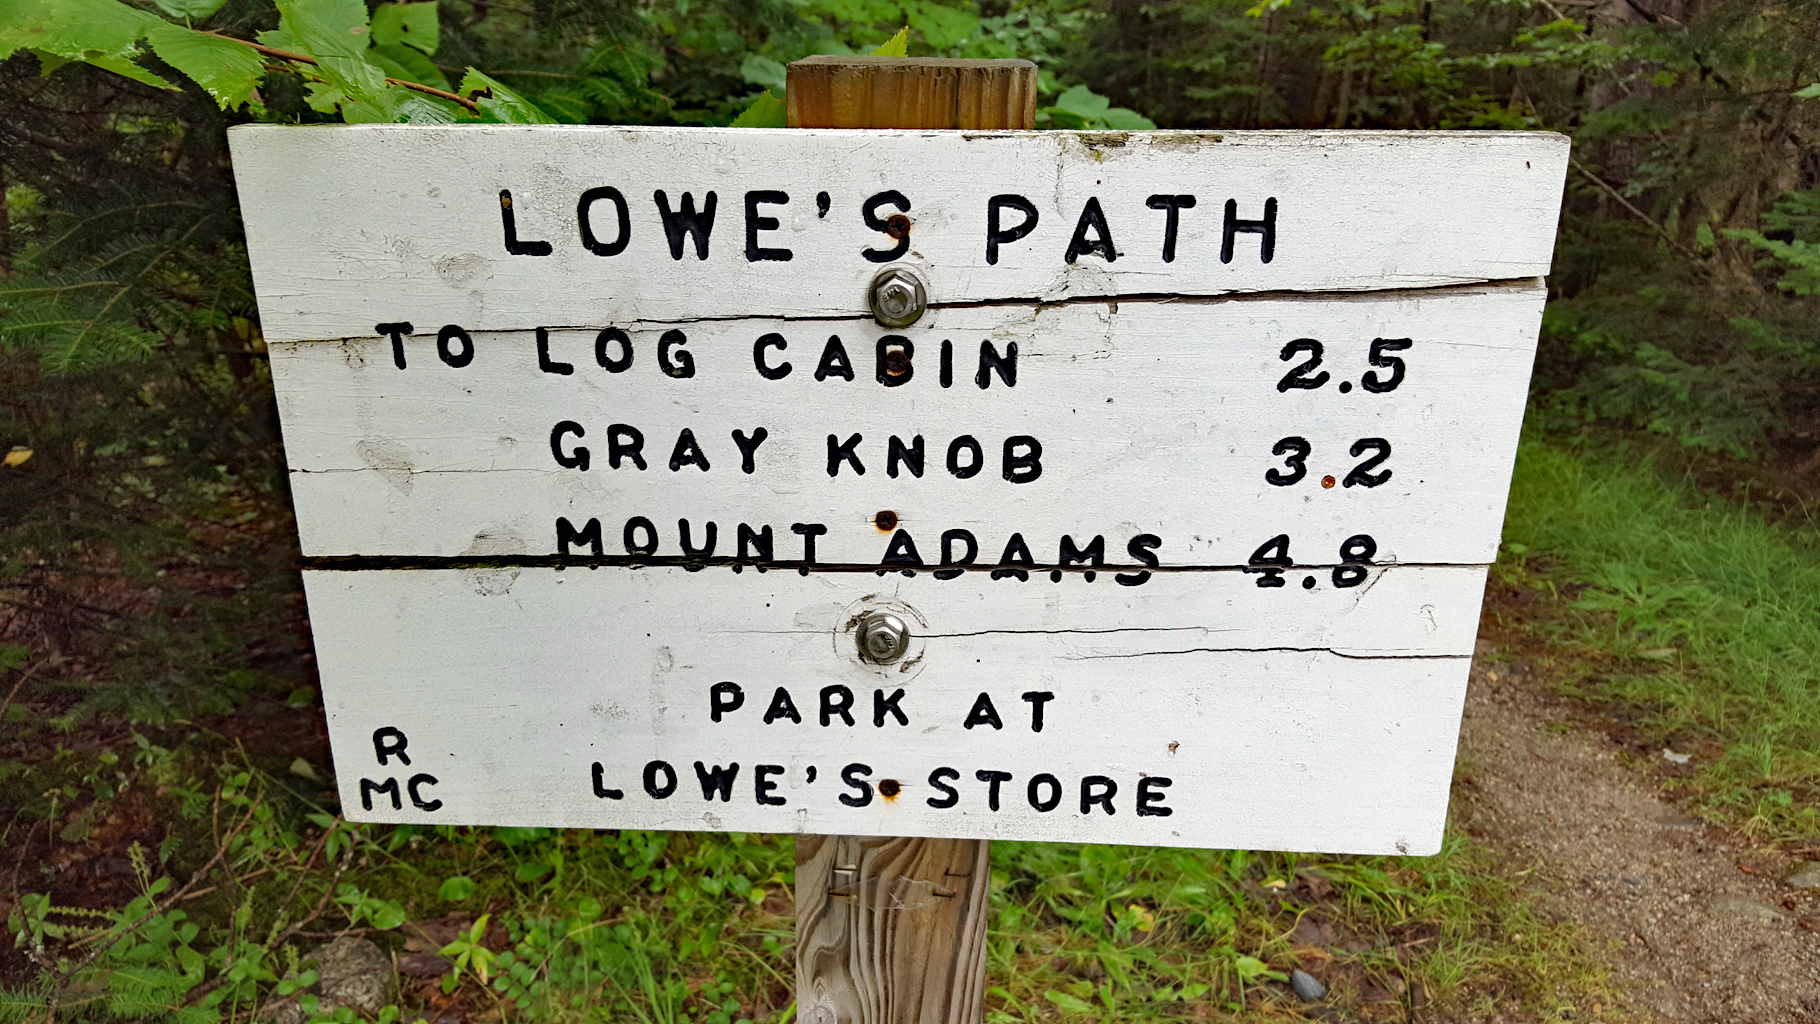 LOWE'S PATH
TO LOG CABIN 2.5
GRAY KNOB 3.2
MOUNT ADAMS 4.8
PARK AT
LOWE'S STORE
R
MC